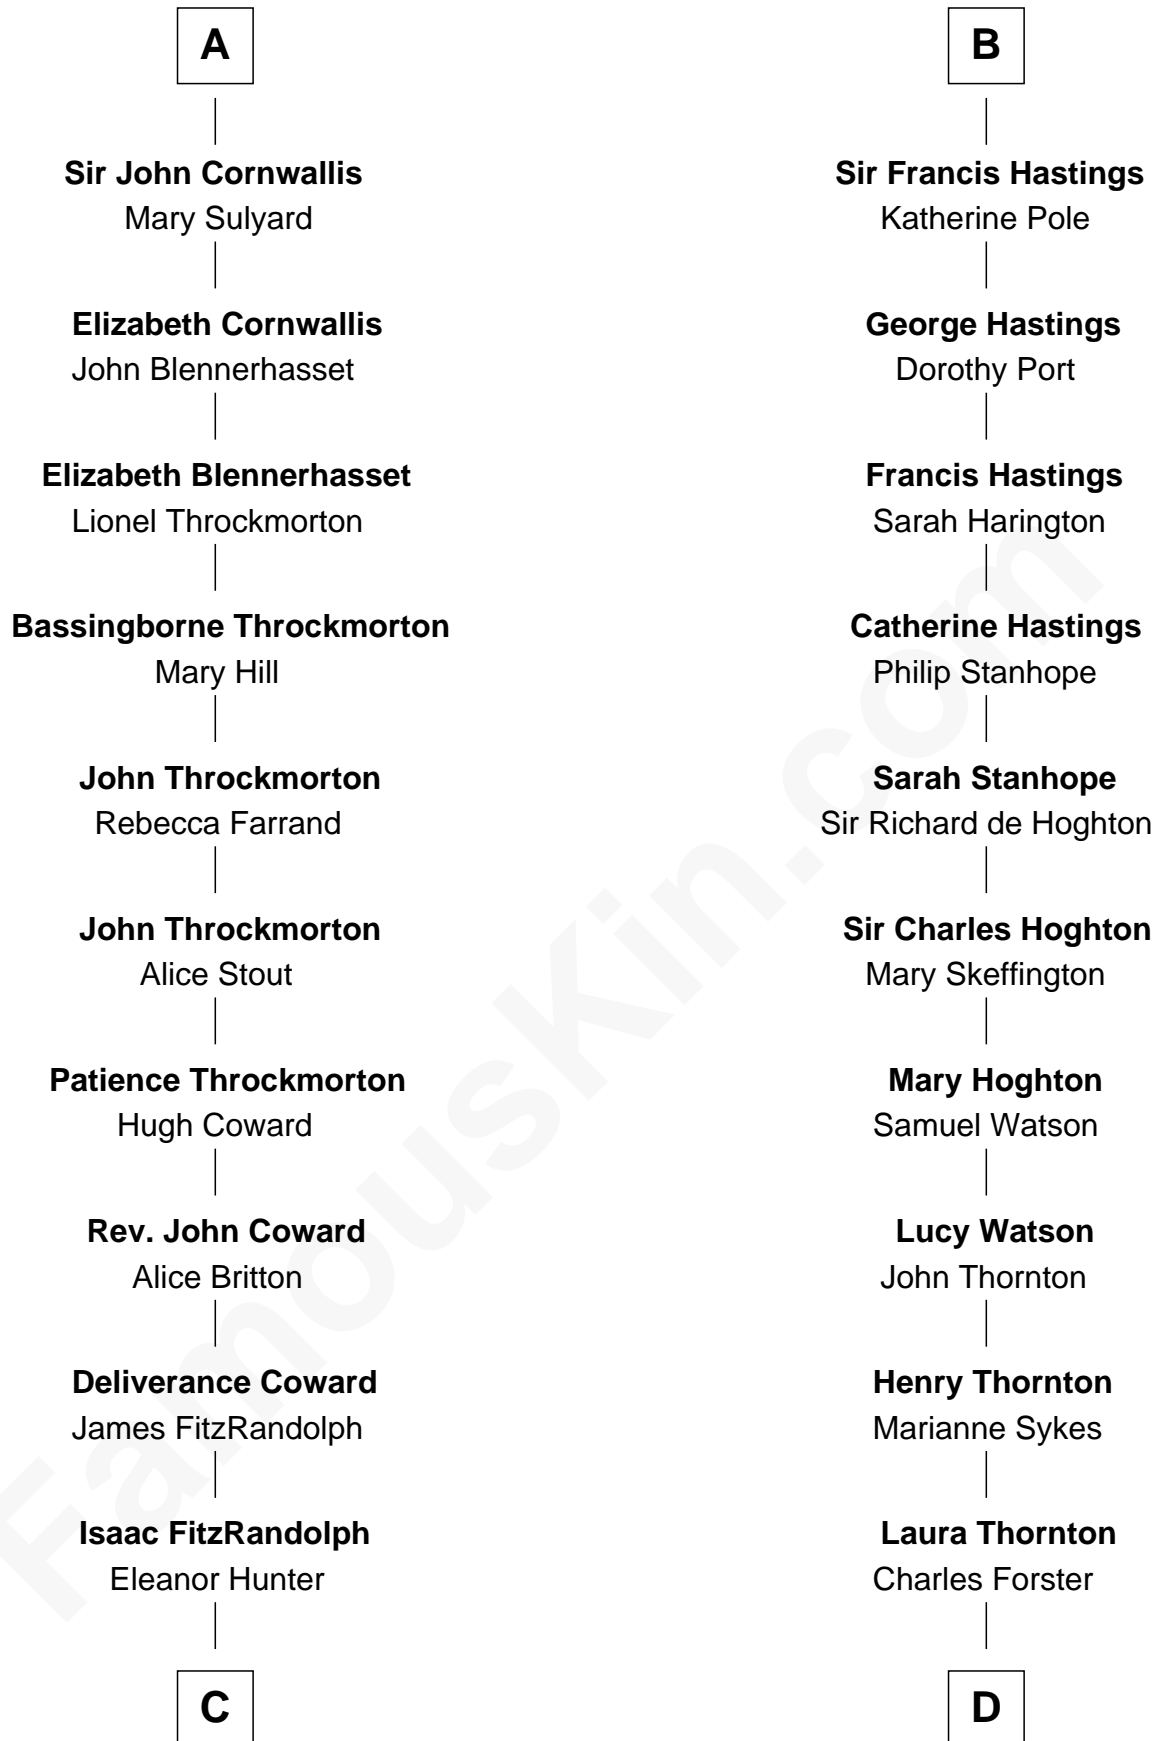 A
Sir John Cornwallis
Mary Sulyard
Elizabeth Cornwallis
John Blennerhasset
Elizabeth Blennerhasset
Lionel Throckmorton
Bassingborne Throckmorton
Mary Hill
John Throckmorton
Rebecca Farrand
John Throckmorton
Alice Stout
Patience Throckmorton
Hugh Coward
Rev. John Coward
Alice Britton
Deliverance Coward
James FitzRandolph
Isaac FitzRandolph
Eleanor Hunter
C
B
Sir Francis Hastings
Katherine Pole
George Hastings
Dorothy Port
Francis Hastings
Sarah Harington
Catherine Hastings
Philip Stanhope
Sarah Stanhope
Sir Richard de Hoghton
Sir Charles Hoghton
Mary Skeffington
Mary Hoghton
Samuel Watson
Lucy Watson
John Thornton
Henry Thornton
Marianne Sykes
Laura Thornton
Charles Forster
D
FamousKin.com